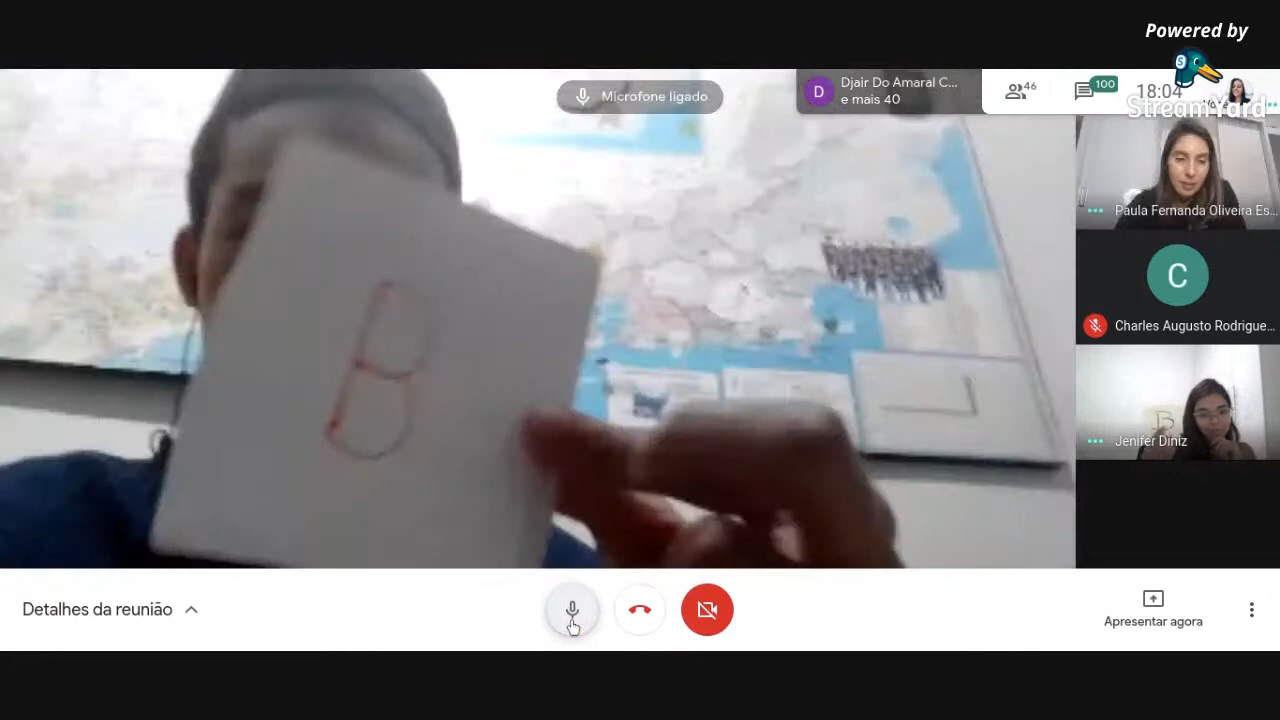 Powered by
StreamYard
Microfone ligado
D
Djair Do Amaral C...
e mais 40
46
100
18:04
Paula Fernanda Oliveira Es...
C
Charles Augusto Rodrigue...
B
Jenifer Diniz
B
Detalhes da reunião
Apresentar agora